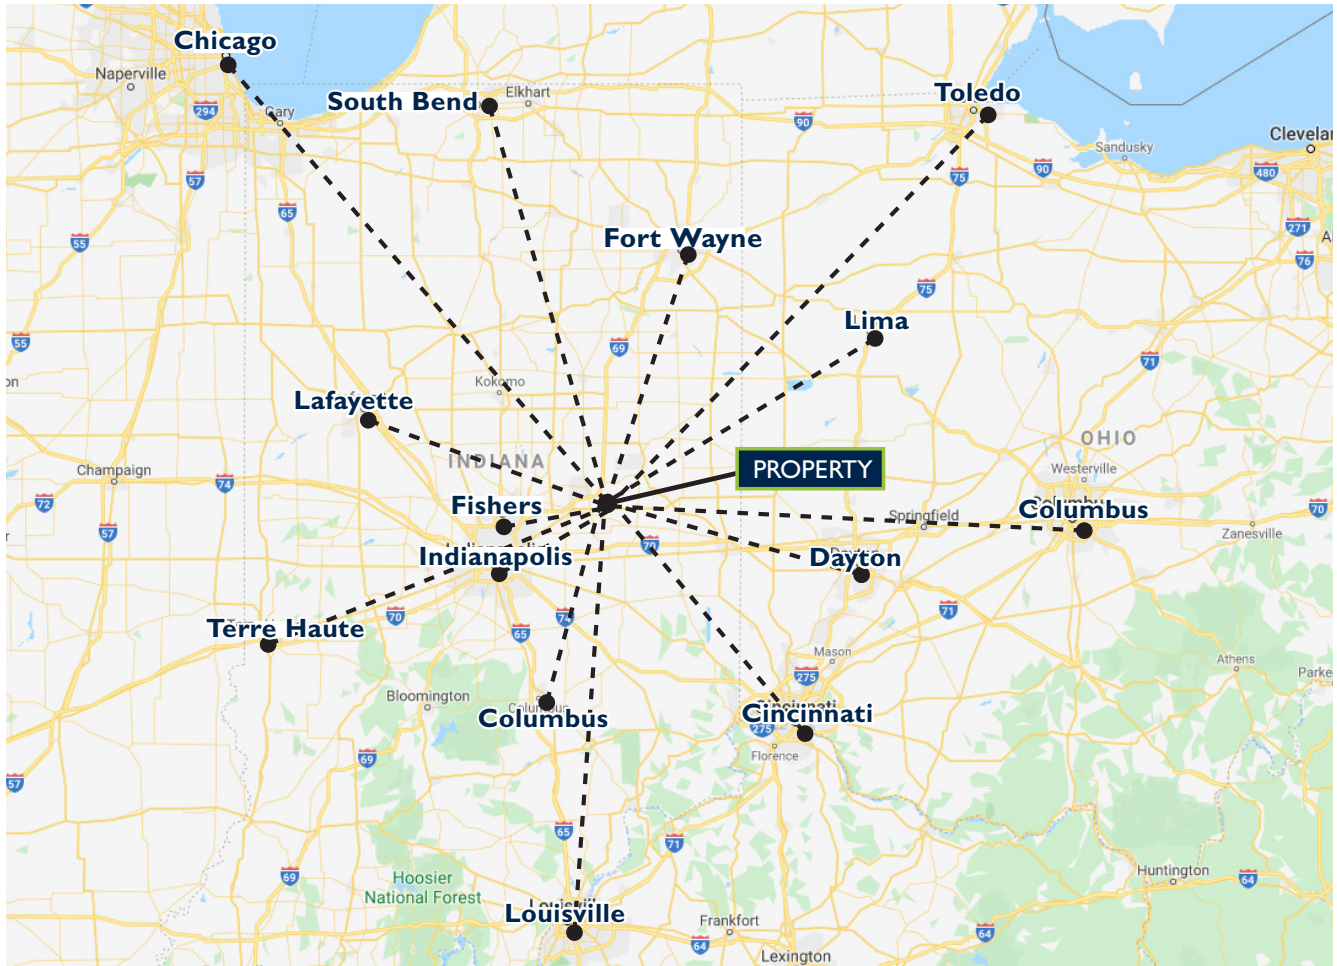 Chicago
Naperville
South Bend
Elkhart
Toledo
294
Gary
90
Clevelan
Sandusky
90
480
57
75
65
271
Fort Wayne
55
76
75
Lima
55
69
71
Kokomo
Lafayette
OHIO
INDIANA
PROPERTY
Westerville
Champaign
74
72
Fishers
Springfield
Columbus
70
57
Zanesville
70
Indianapolis
Dayton
70
74
71
Terre Haute
65
Mason
Athens
Parke
275
Bloomington
Columbus
Cincinnati
275
Florence
69
57
65
71
Hoosier
National Forest
69
Huntington
64
Louisville
Frankfort
64
64
Lexington